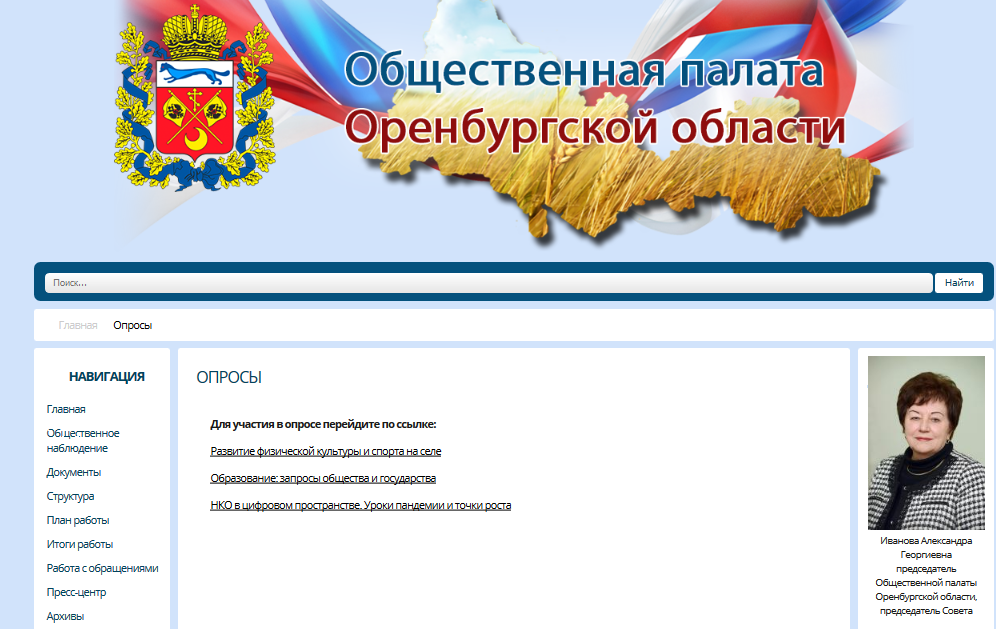 Общественная палата
Оренбургской области
Поиск...
Найти
Главная
Опросы
НАВИГАЦИЯ
Главная
Общественное
наблюдение
Документы
Структура
План работы
Итоги работы
Работа с обращениями
Пресс-центр
Архивы
ОПРОСЫ
Для участия в опросе перейдите по ссылке:
Развитие физической культуры и спорта на селе
Образование: запросы общества и государства
НКО в цифровом пространстве. Уроки пандемии и точки роста
Иванова Александра
Георгиевна
председатель
Общественной палаты
Оренбургской области,
председатель Совета